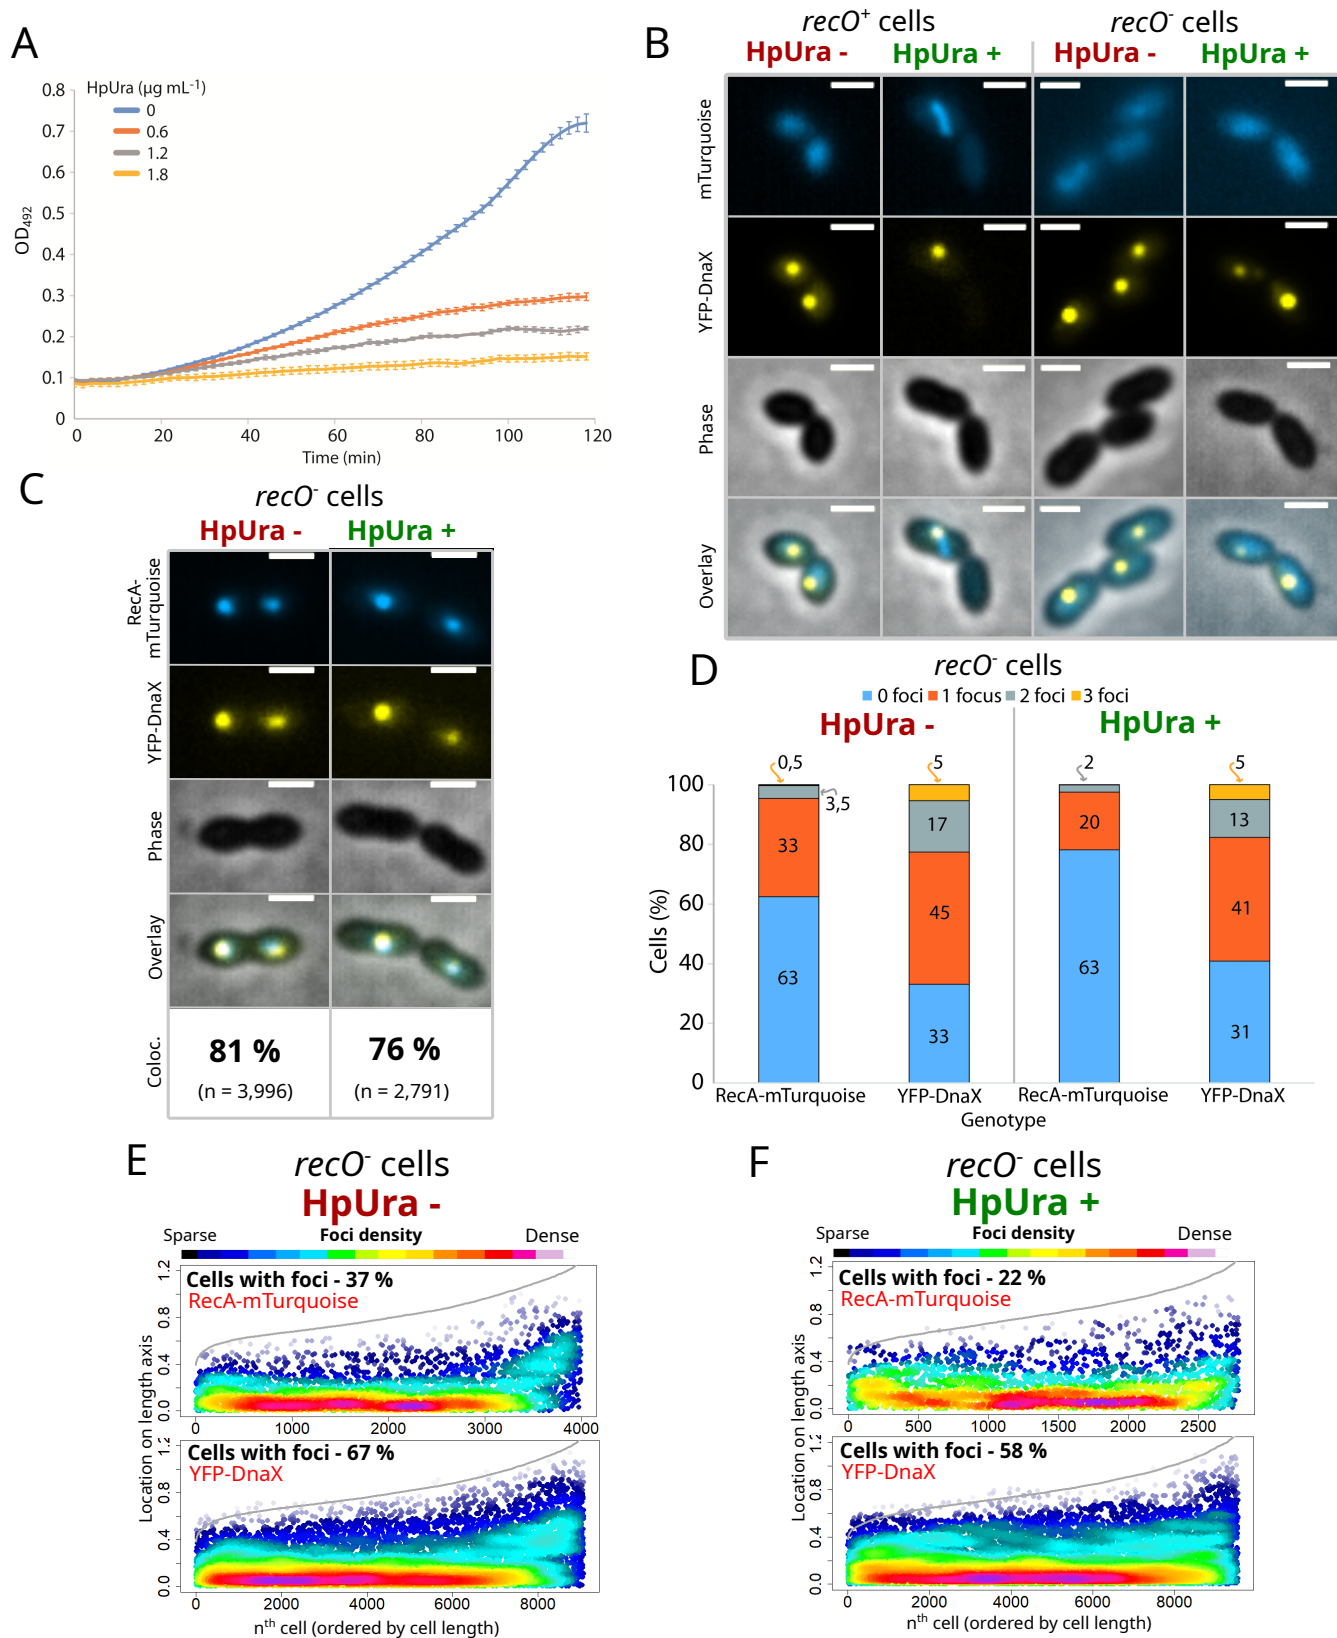 A
HpUra (µg mL-1)
0
0.6
1.2
1.8
0.8
0.7
0.6
0.5
0.4
0.3
0.2
0.1
0
OD492
0 20 40 60 80 100 120
Time (min)
B
recO+ cells recO- cells
HpUra - HpUra + HpUra - HpUra +
mTurquoise
YFP-DnaX
Phase
Overlay
C
recO- cells
HpUra - HpUra +
RecA-
mTurquoise
YFP-DnaX
Phase
Overlay
Coloc.
81 % 76 %
(n = 3,996) (n = 2,791)
D
recO- cells
0 foci 1 focus 2 foci 3 foci
HpUra - HpUra +
0,5 5 2 5
3,5
17 13
33 45 20 41
63 33 63 31
100
80
60
40
20
0
Cells (%)
RecA-mTurquoise YFP-DnaX RecA-mTurquoise YFP-DnaX
Genotype
E
recO- cells
HpUra -
Sparse Foci density Dense
Cells with foci - 37 %
RecA-mTurquoise
1.2
0.8
0.4
0.0
0 1000 2000 3000 4000
Cells with foci - 67 %
YFP-DnaX
1.2
0.8
0.4
0.0
0 2000 4000 6000 8000
Location on length axis
nth cell (ordered by cell length)
F
recO- cells
HpUra +
Sparse Foci density Dense
Cells with foci - 22 %
RecA-mTurquoise
1.2
0.8
0.4
0.0
0 500 1000 1500 2000 2500
Cells with foci - 58 %
YFP-DnaX
1.2
0.8
0.4
0.0
0 2000 4000 6000 8000
Location on length axis
nth cell (ordered by cell length)